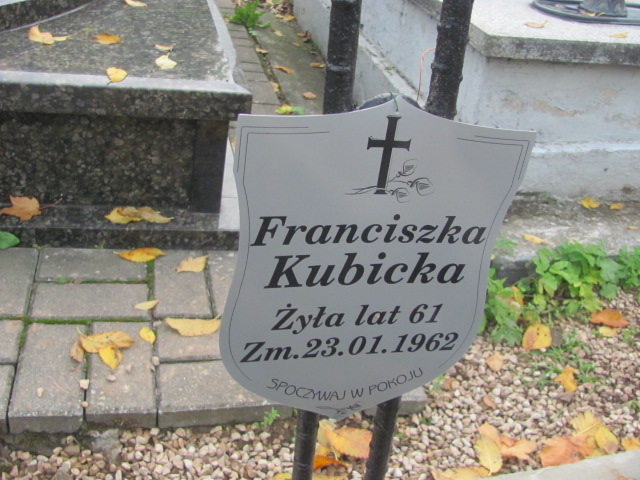 Franciszka
Kubicka
Żyła lat 61
Zm.23.01.1962
SPOCZYWAJ W POKOJU